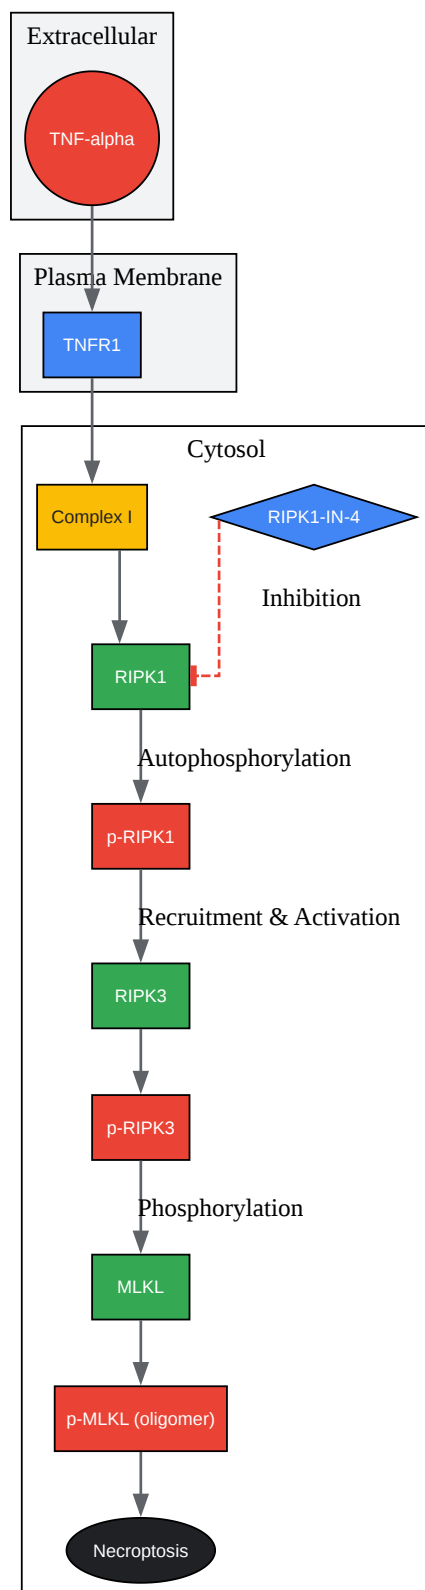 Extracellular
TNF-alpha
Plasma Membrane
TNFR1
Cytosol
Complex I
RIPK1-IN-4
Inhibition
RIPK1
Autophosphorylation
p-RIPK1
Recruitment & Activation
RIPK3
p-RIPK3
Phosphorylation
MLKL
p-MLKL (oligomer)
Necroptosis